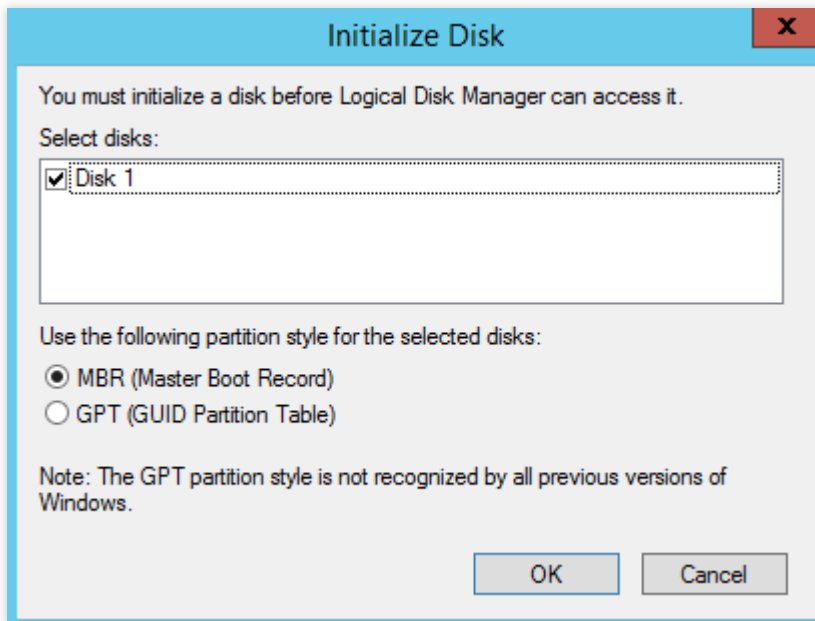 Initialize Disk
x
You must initialize a disk before Logical Disk Manager can access it.
Select disks:
Disk 1
Use the following partition style for the selected disks:
MBR (Master Boot Record)
GPT (GUID Partition Table)
Note: The GPT partition style is not recognized by all previous versions of
Windows.
OK
Cancel